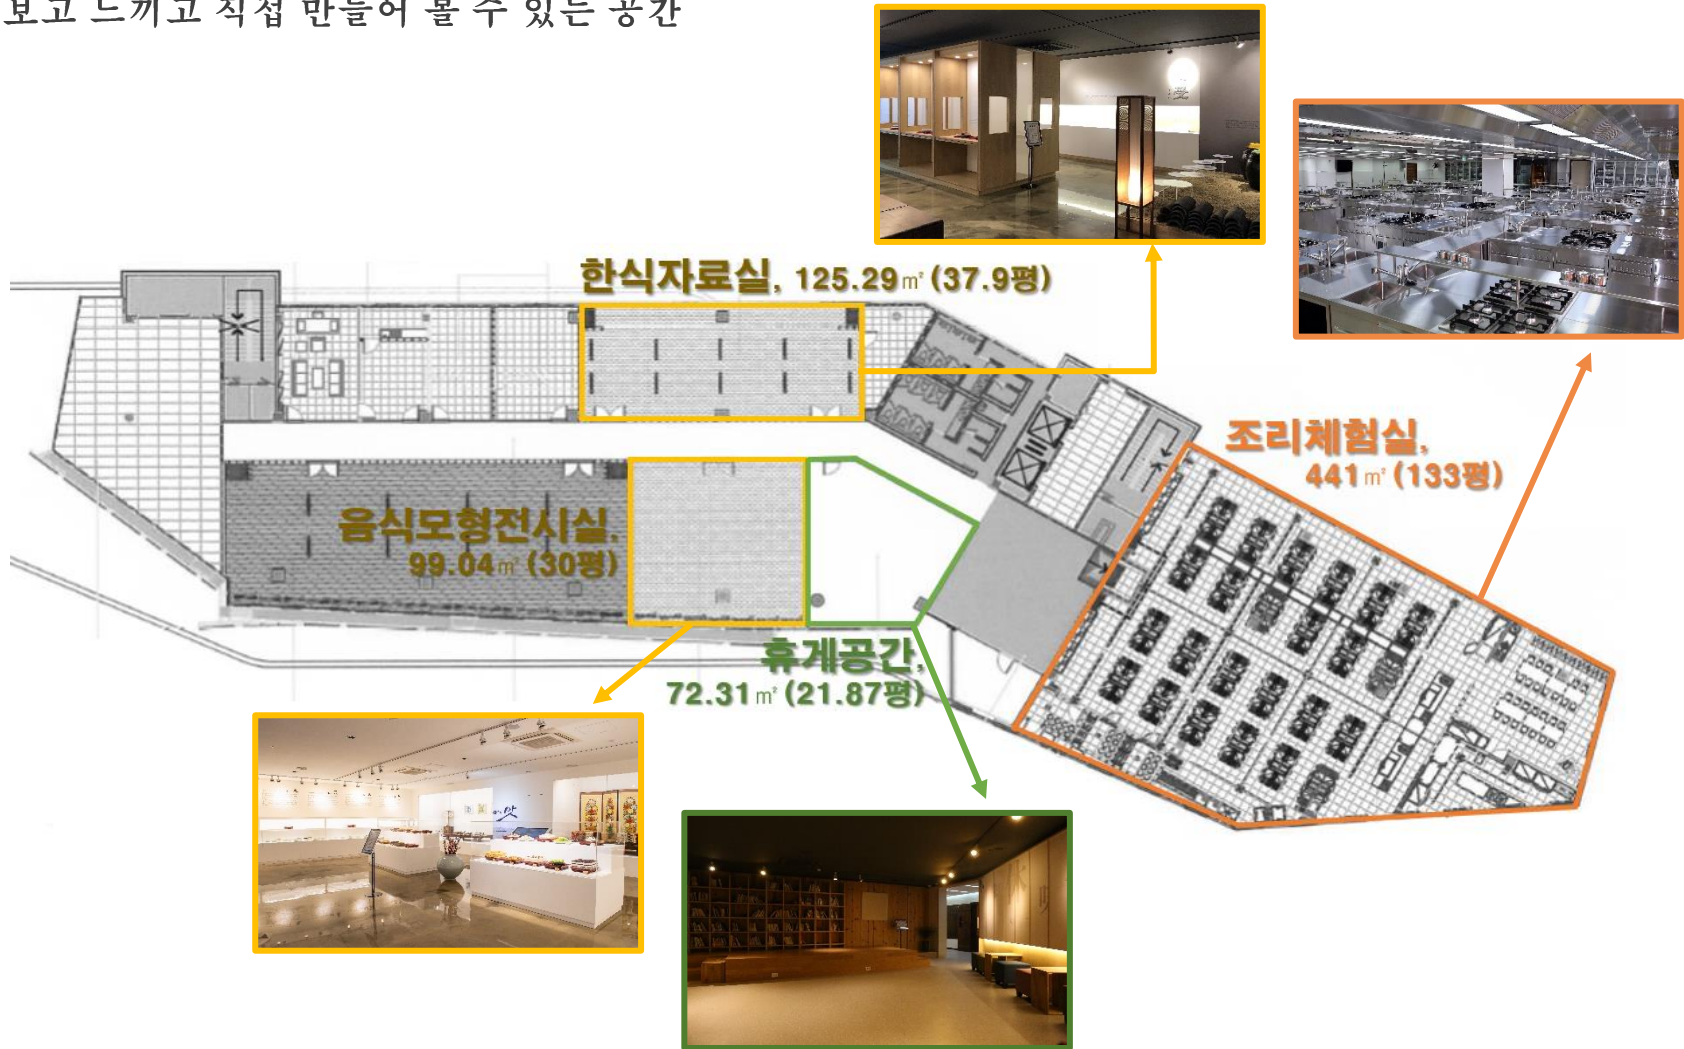 보고 느끼고 직접 만들어 볼 수 있는 공간
한식자료실, 125.29㎡ (37.9평)
조리체험실,
441㎡ (133평)
음식모형전시실,
99.04㎡ (30평)
휴게공간,
72.31㎡ (21.87평)
맛